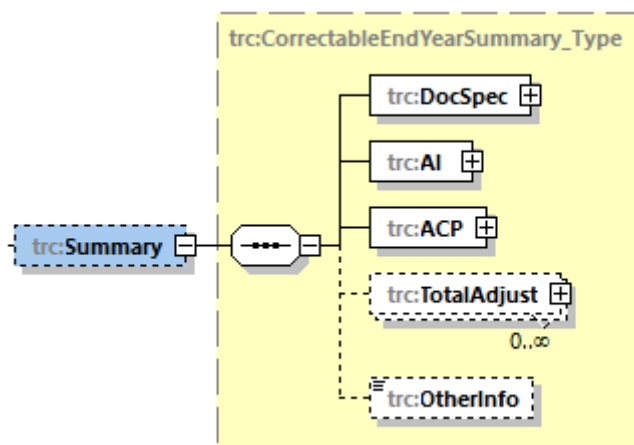 trc:CorrectableEndYearSummary_Type
trc:DocSpec
trc:AI
trc:ACP
trc:Summary
trc:TotalAdjust
0..∞
trc:OtherInfo